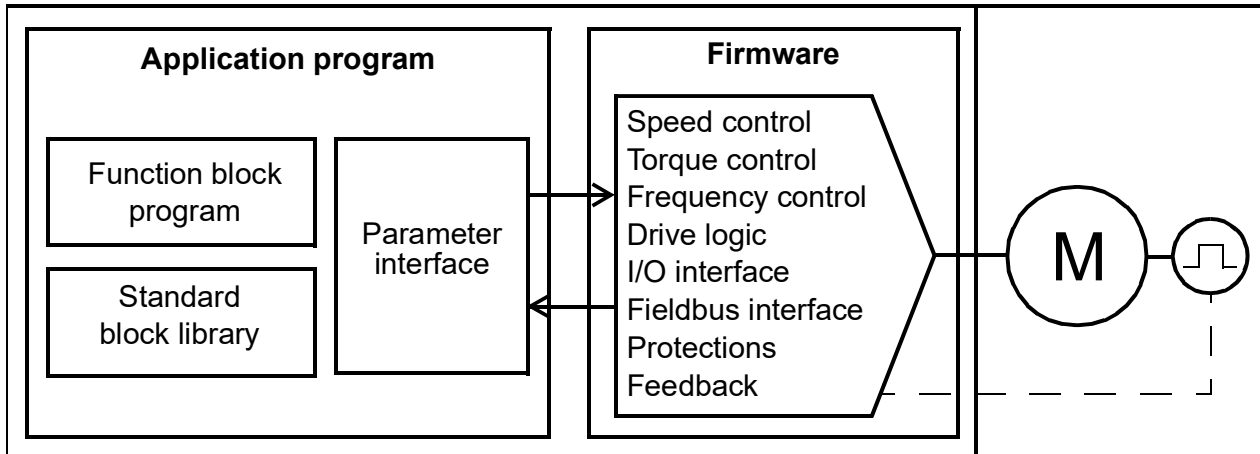 Application program
Function block
program
Standard
block library
Parameter
interface
Firmware
Speed control
Torque control
Frequency control
Drive logic
I/O interface
Fieldbus interface
Protections
Feedback
M